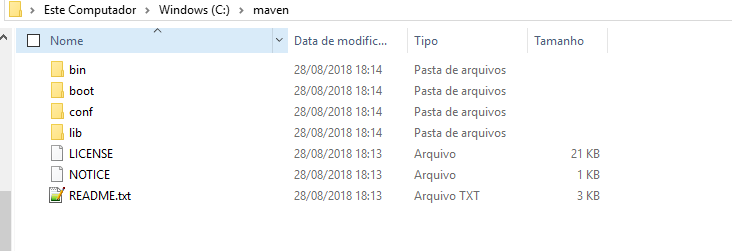 Este Computador > Windows (C:) > maven
Nome Data de modific... Tipo Tamanho
bin 28/08/2018 18:14 Pasta de arquivos
boot 28/08/2018 18:14 Pasta de arquivos
conf 28/08/2018 18:14 Pasta de arquivos
lib 28/08/2018 18:14 Pasta de arquivos
LICENSE 28/08/2018 18:13 Arquivo 21 KB
NOTICE 28/08/2018 18:13 Arquivo 1 KB
README.txt 28/08/2018 18:13 Arquivo TXT 3 KB